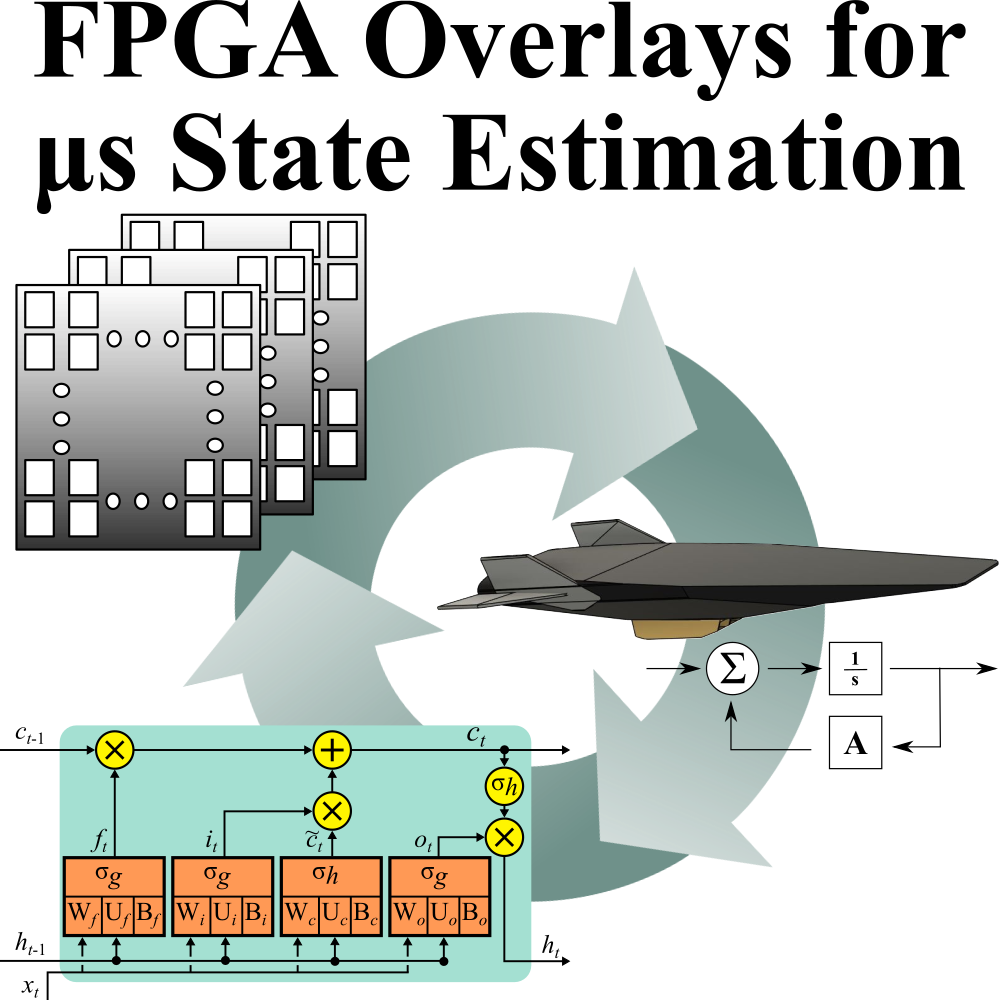 FPGA Overlays for
μs State Estimation
Σ
1
s
A
c_t-1
c_t
σh
f_t
i_t
c̃_t
o_t
σg σg σh σg
W_f U_f B_f W_i U_i B_i W_c U_c B_c W_o U_o B_o
h_t-1
h_t
x_t